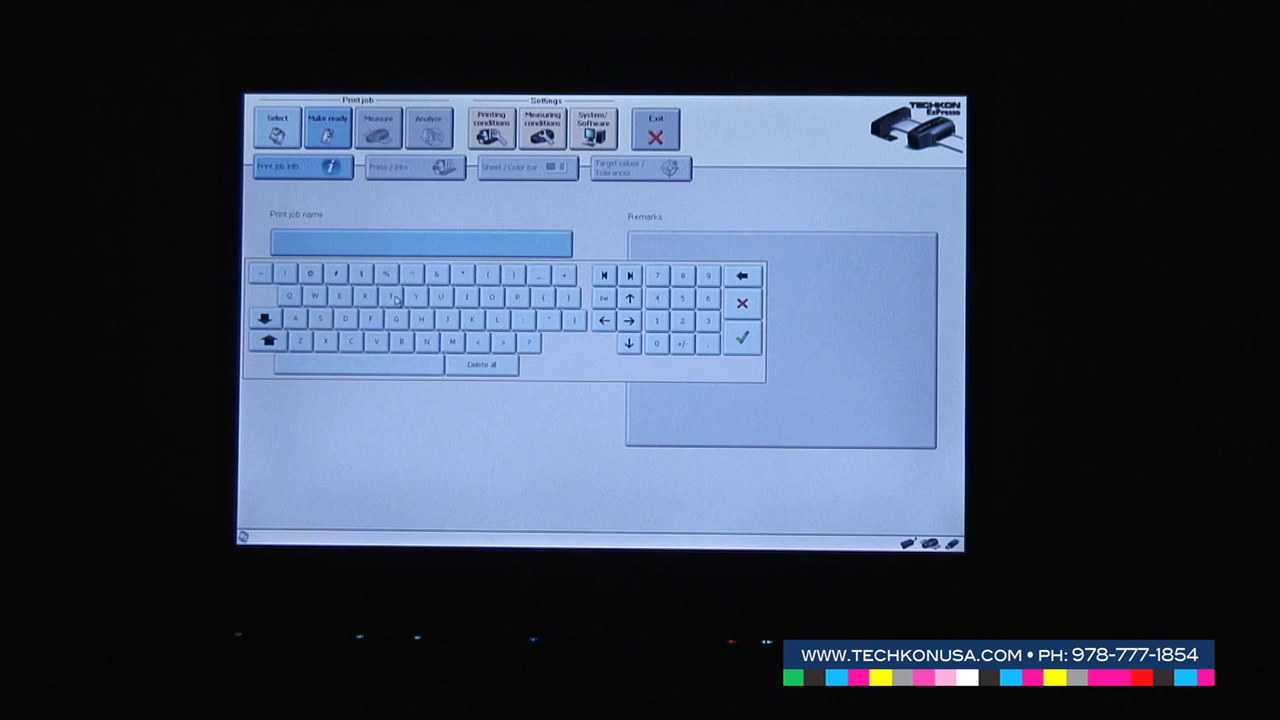 Print job
Settings
Select
Make ready
Measure
Analyze
Printing conditions
Measuring conditions
System/ Software
Exit
TECHKON
ExPresso
Print job info
Press / Inks
Sheet / Color bar
Target values / Tolerances
Print job name
Remarks
7 8 9
Q W E R T Y U I O P { }
Del 4 5 6
A S D F G H J K L
1 2 3
Z X C V B N M < > ?
0 +/- .
Delete all
WWW.TECHKONUSA.COM • PH: 978-777-1854